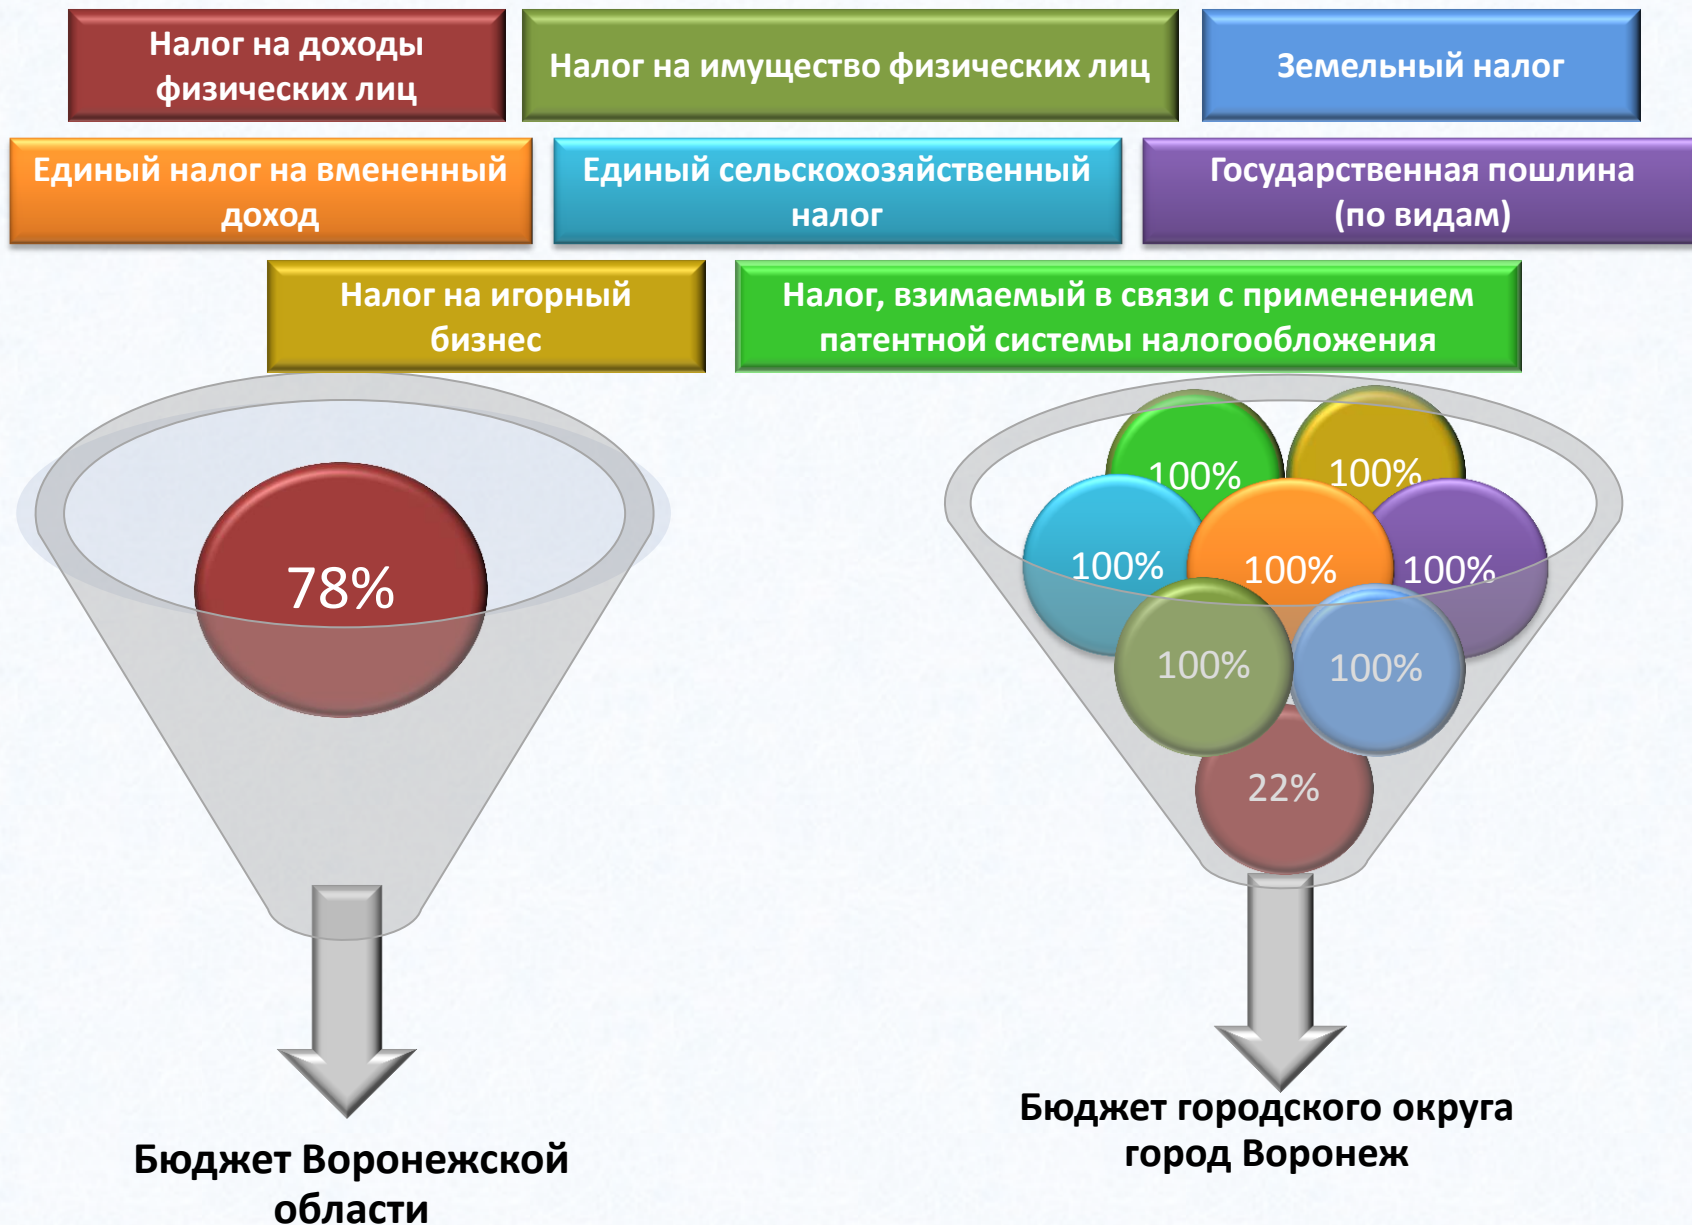 Налог на доходы
физических лиц
Налог на имущество физических лиц
Земельный налог
Единый налог на вмененный
доход
Единый сельскохозяйственный
налог
Государственная пошлина
(по видам)
Налог на игорный
бизнес
Налог, взимаемый в связи с применением
патентной системы налогообложения
78%
100%
100%
100%
100%
100%
100%
100%
22%
Бюджет Воронежской
области
Бюджет городского округа
город Воронеж